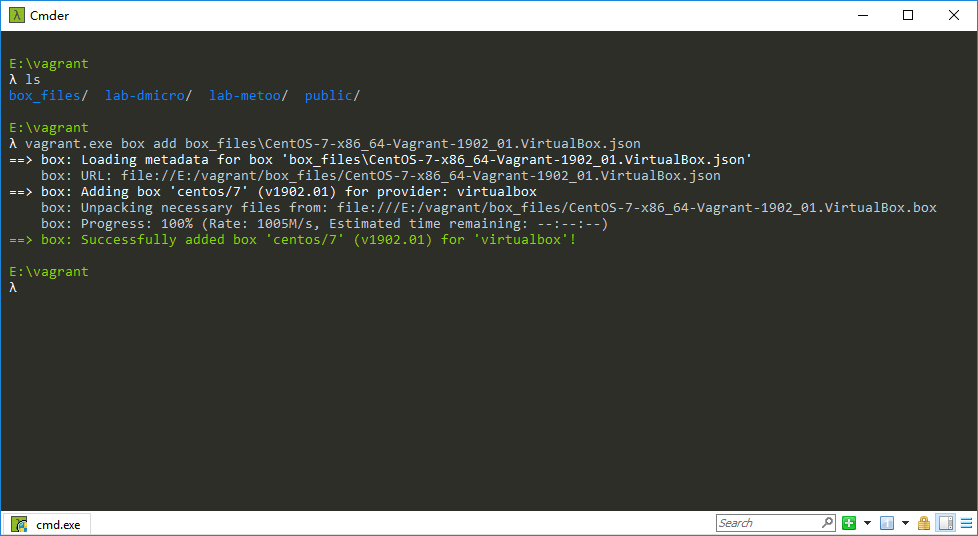 Cmder
E:\vagrant
λ ls
box_files/  lab-dmicro/  lab-metoo/  public/
E:\vagrant
λ vagrant.exe box add box_files\CentOS-7-x86_64-Vagrant-1902_01.VirtualBox.json
==> box: Loading metadata for box 'box_files\CentOS-7-x86_64-Vagrant-1902_01.VirtualBox.json'
    box: URL: file://E:/vagrant/box_files/CentOS-7-x86_64-Vagrant-1902_01.VirtualBox.json
==> box: Adding box 'centos/7' (v1902.01) for provider: virtualbox
    box: Unpacking necessary files from: file:///E:/vagrant/box_files/CentOS-7-x86_64-Vagrant-1902_01.VirtualBox.box
    box: Progress: 100% (Rate: 1005M/s, Estimated time remaining: --:--:--)
==> box: Successfully added box 'centos/7' (v1902.01) for 'virtualbox'!
E:\vagrant
λ
cmd.exe
Search